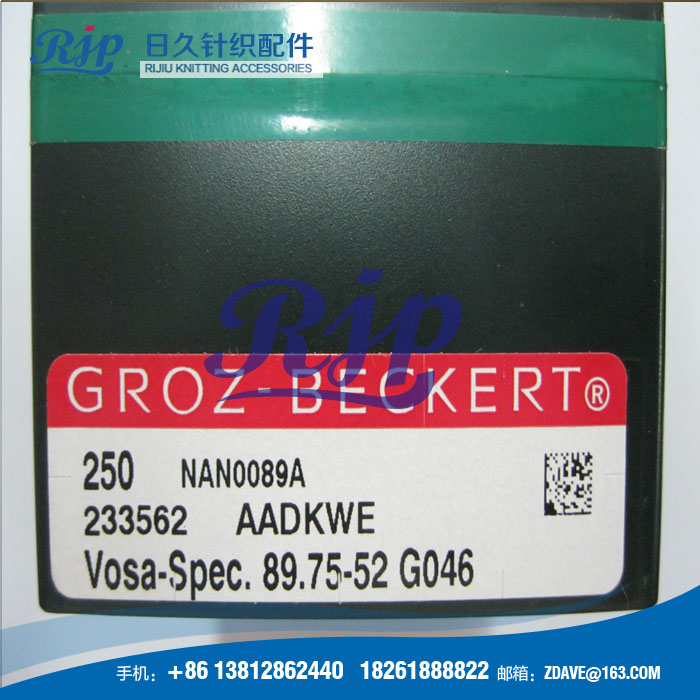 Rjp 日久针织配件
RIJIU KNITTING ACCESSORIES
Rjp
GROZ-BECKERT®
250 NAN0089A
233562 AADKWE
Vosa-Spec. 89.75-52 G046
手机：+86 13812862440 18261888822 邮箱：ZDAVE@163.COM